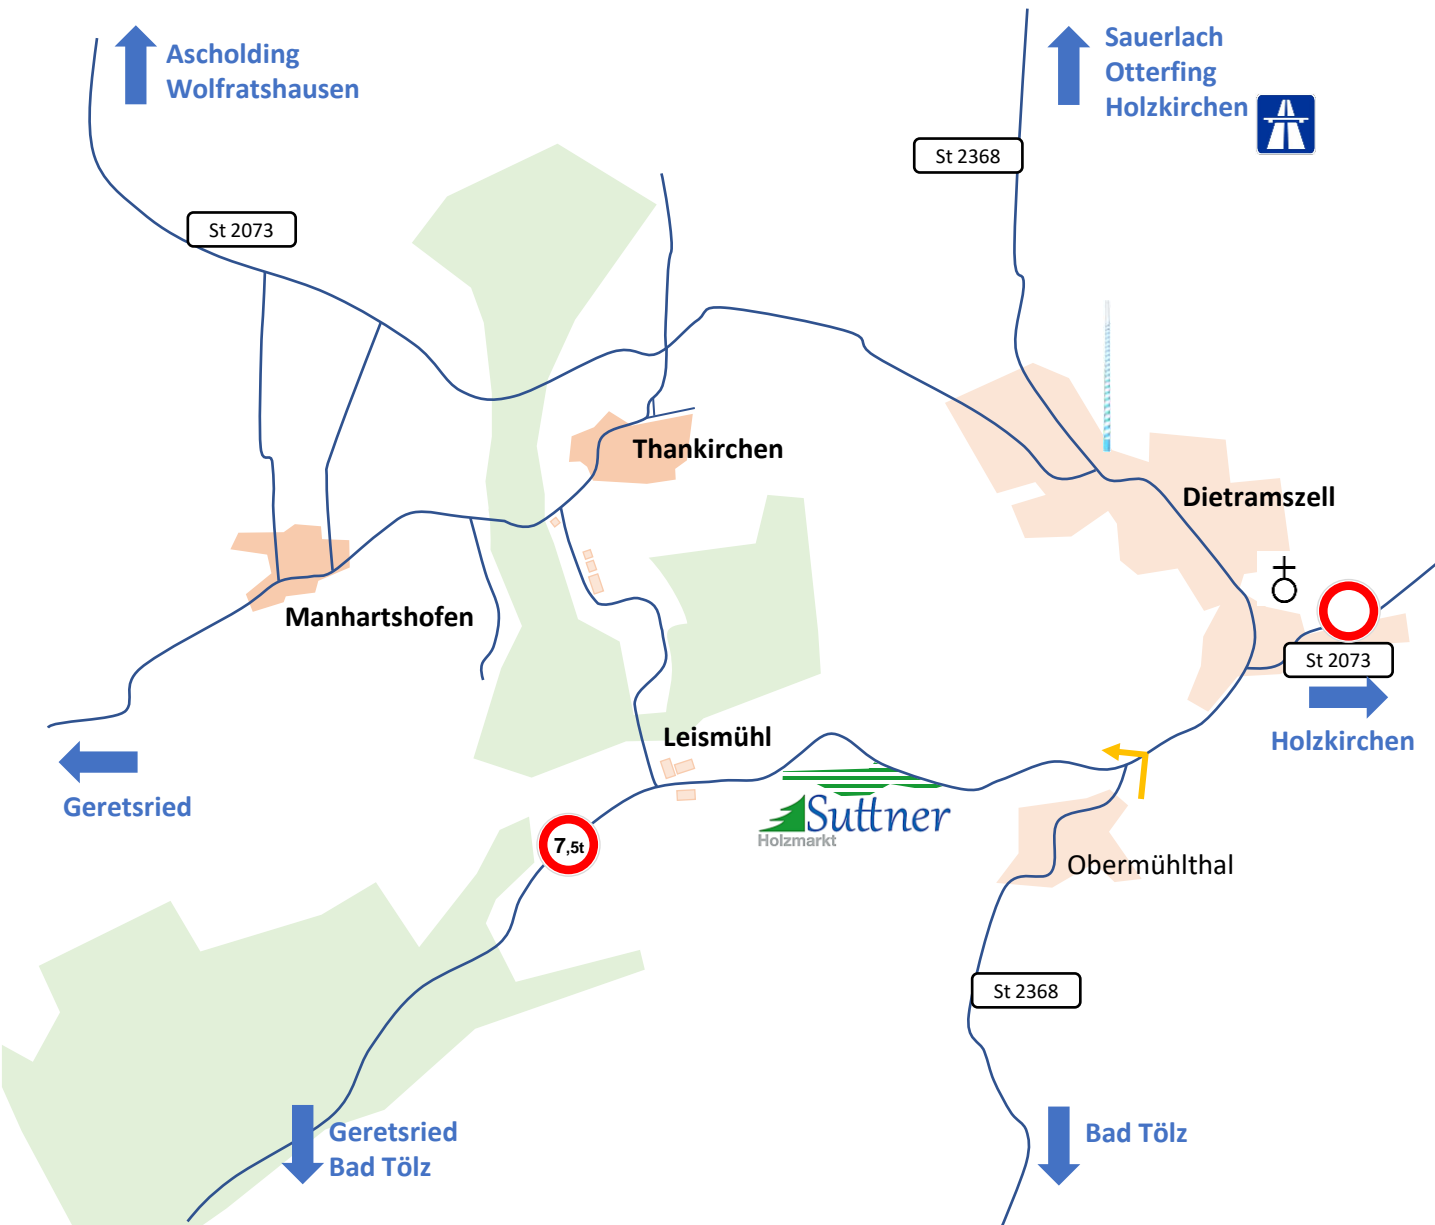 Ascholding
Wolfratshausen
Sauerlach
Otterfing
Holzkirchen
St 2368
St 2073
Thankirchen
Dietramszell
Manhartshofen
St 2073
Holzkirchen
Leismühl
Geretsried
Suttner
Holzmarkt
7,5t
Obermühlthal
St 2368
Geretsried
Bad Tölz
Bad Tölz